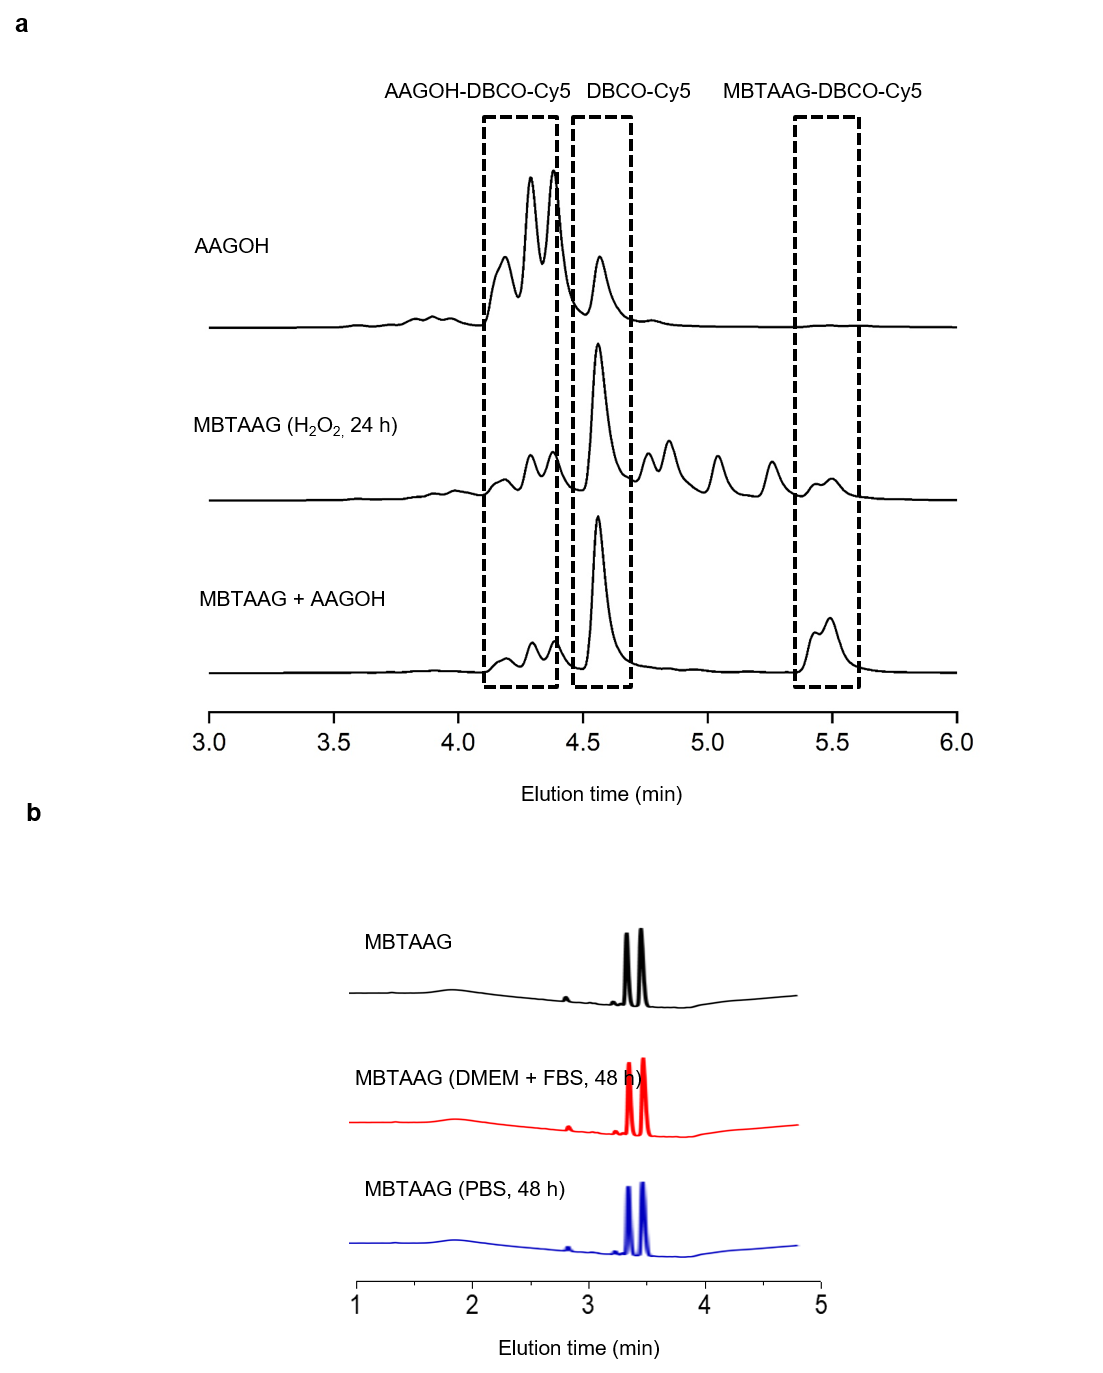 a
AAGOH-DBCO-Cy5 DBCO-Cy5 MBTAAG-DBCO-Cy5
AAGOH
MBTAAG (H2O2, 24 h)
MBTAAG + AAGOH
3.0 3.5 4.0 4.5 5.0 5.5 6.0
Elution time (min)
b
MBTAAG
MBTAAG (DMEM + FBS, 48 h)
MBTAAG (PBS, 48 h)
1 2 3 4 5
Elution time (min)